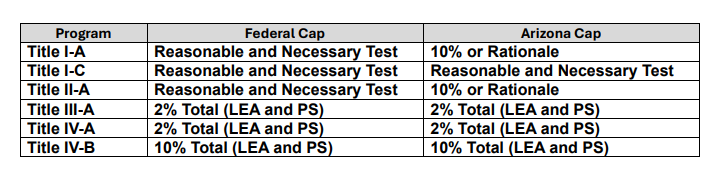 Program Federal Cap Arizona Cap
Title I-A Reasonable and Necessary Test 10% or Rationale
Title I-C Reasonable and Necessary Test Reasonable and Necessary Test
Title II-A Reasonable and Necessary Test 10% or Rationale
Title III-A 2% Total (LEA and PS) 2% Total (LEA and PS)
Title IV-A 2% Total (LEA and PS) 2% Total (LEA and PS)
Title IV-B 10% Total (LEA and PS) 10% Total (LEA and PS)